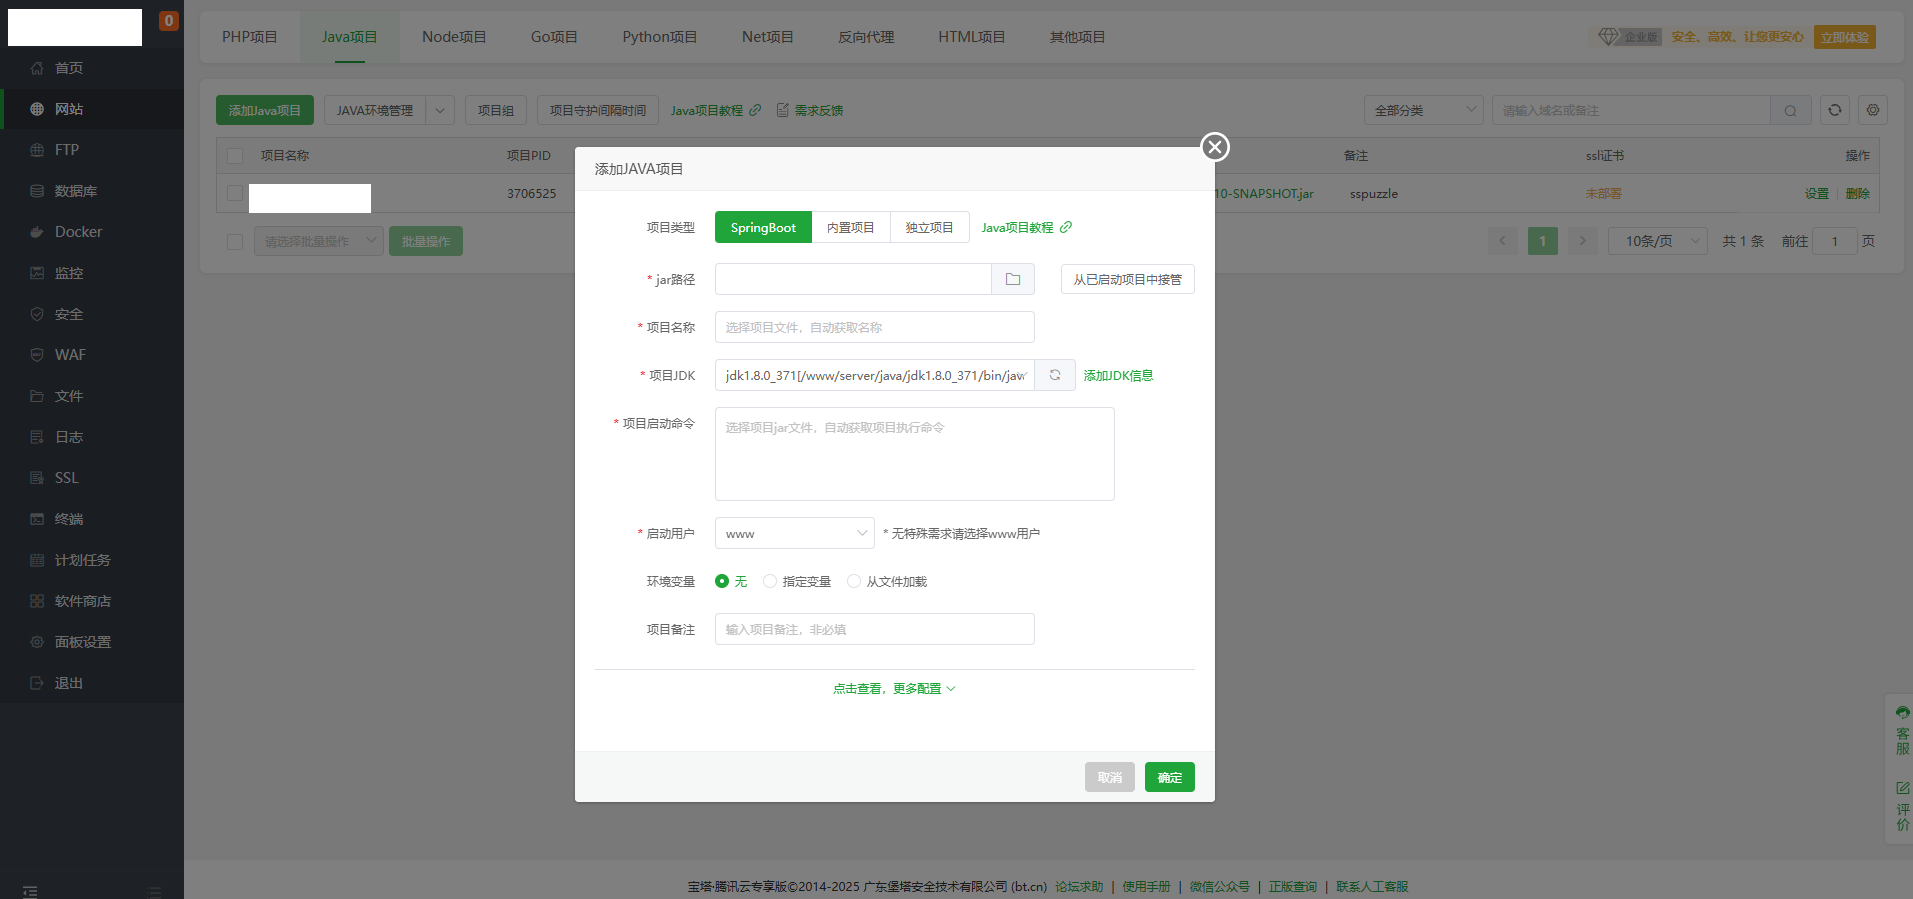 0
首页
网站
FTP
数据库
Docker
监控
安全
WAF
文件
日志
SSL
终端
计划任务
软件商店
面板设置
退出
PHP项目 Java项目 Node项目 Go项目 Python项目 Net项目 反向代理 HTML项目 其他项目
企业版 安全、高效、让您更安心 立即体验
添加Java项目 JAVA环境管理 项目组 项目守护间隔时间 Java项目教程 需求反馈 全部分类 请输入域名或备注
项目名称 项目PID 备注 ssl证书 操作
3706525 10-SNAPSHOT.jar sspuzzle 未部署 设置 | 删除
请选择批量操作 批量操作 1 10条/页 共 1 条 前往 1 页
添加JAVA项目
项目类型 SpringBoot 内置项目 独立项目 Java项目教程
* jar路径 从已启动项目中接管
* 项目名称 选择项目文件，自动获取名称
* 项目JDK jdk1.8.0_371[/www/server/java/jdk1.8.0_371/bin/jav 添加JDK信息
* 项目启动命令 选择项目jar文件，自动获取项目执行命令
* 启动用户 www * 无特殊需求请选择www用户
环境变量 无 指定变量 从文件加载
项目备注 输入项目备注，非必填
点击查看，更多配置
取消 确定
客服
评价
宝塔·腾讯云专享版©2014-2025 广东堡塔安全技术有限公司 (bt.cn) 论坛求助 | 使用手册 | 微信公众号 | 正版查询 | 联系人工客服